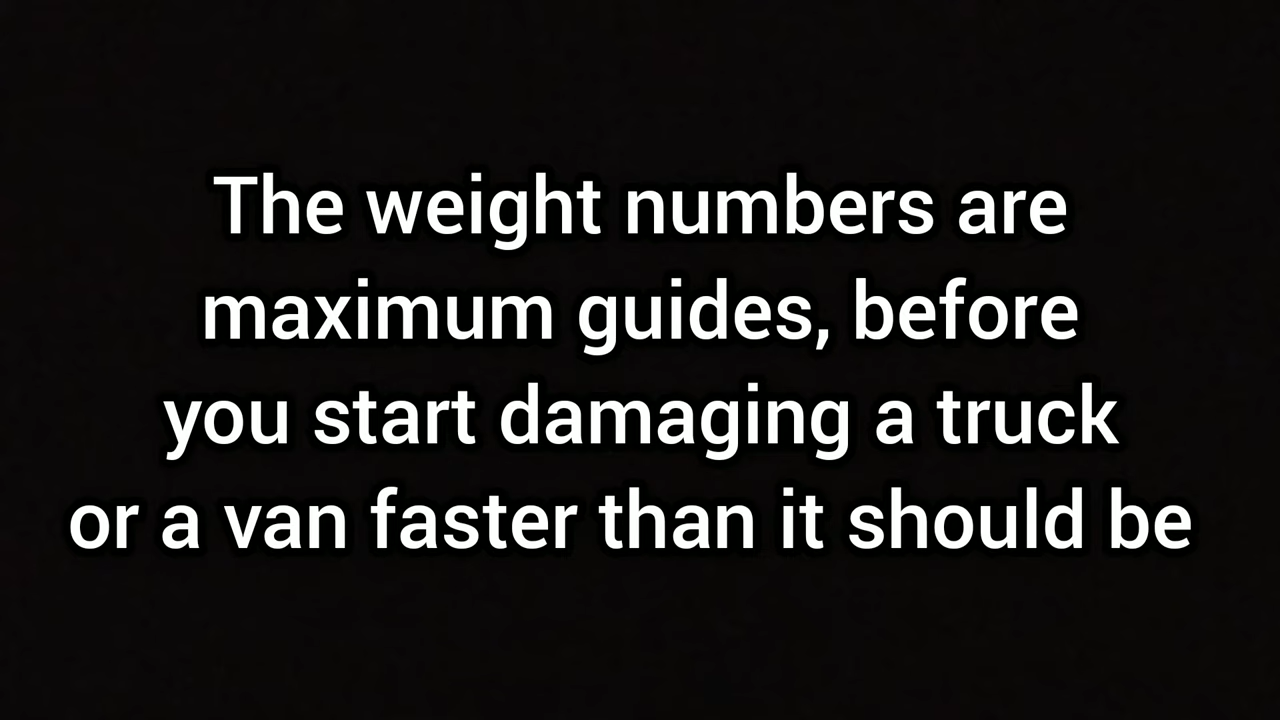 The weight numbers are
maximum guides, before
you start damaging a truck
or a van faster than it should be